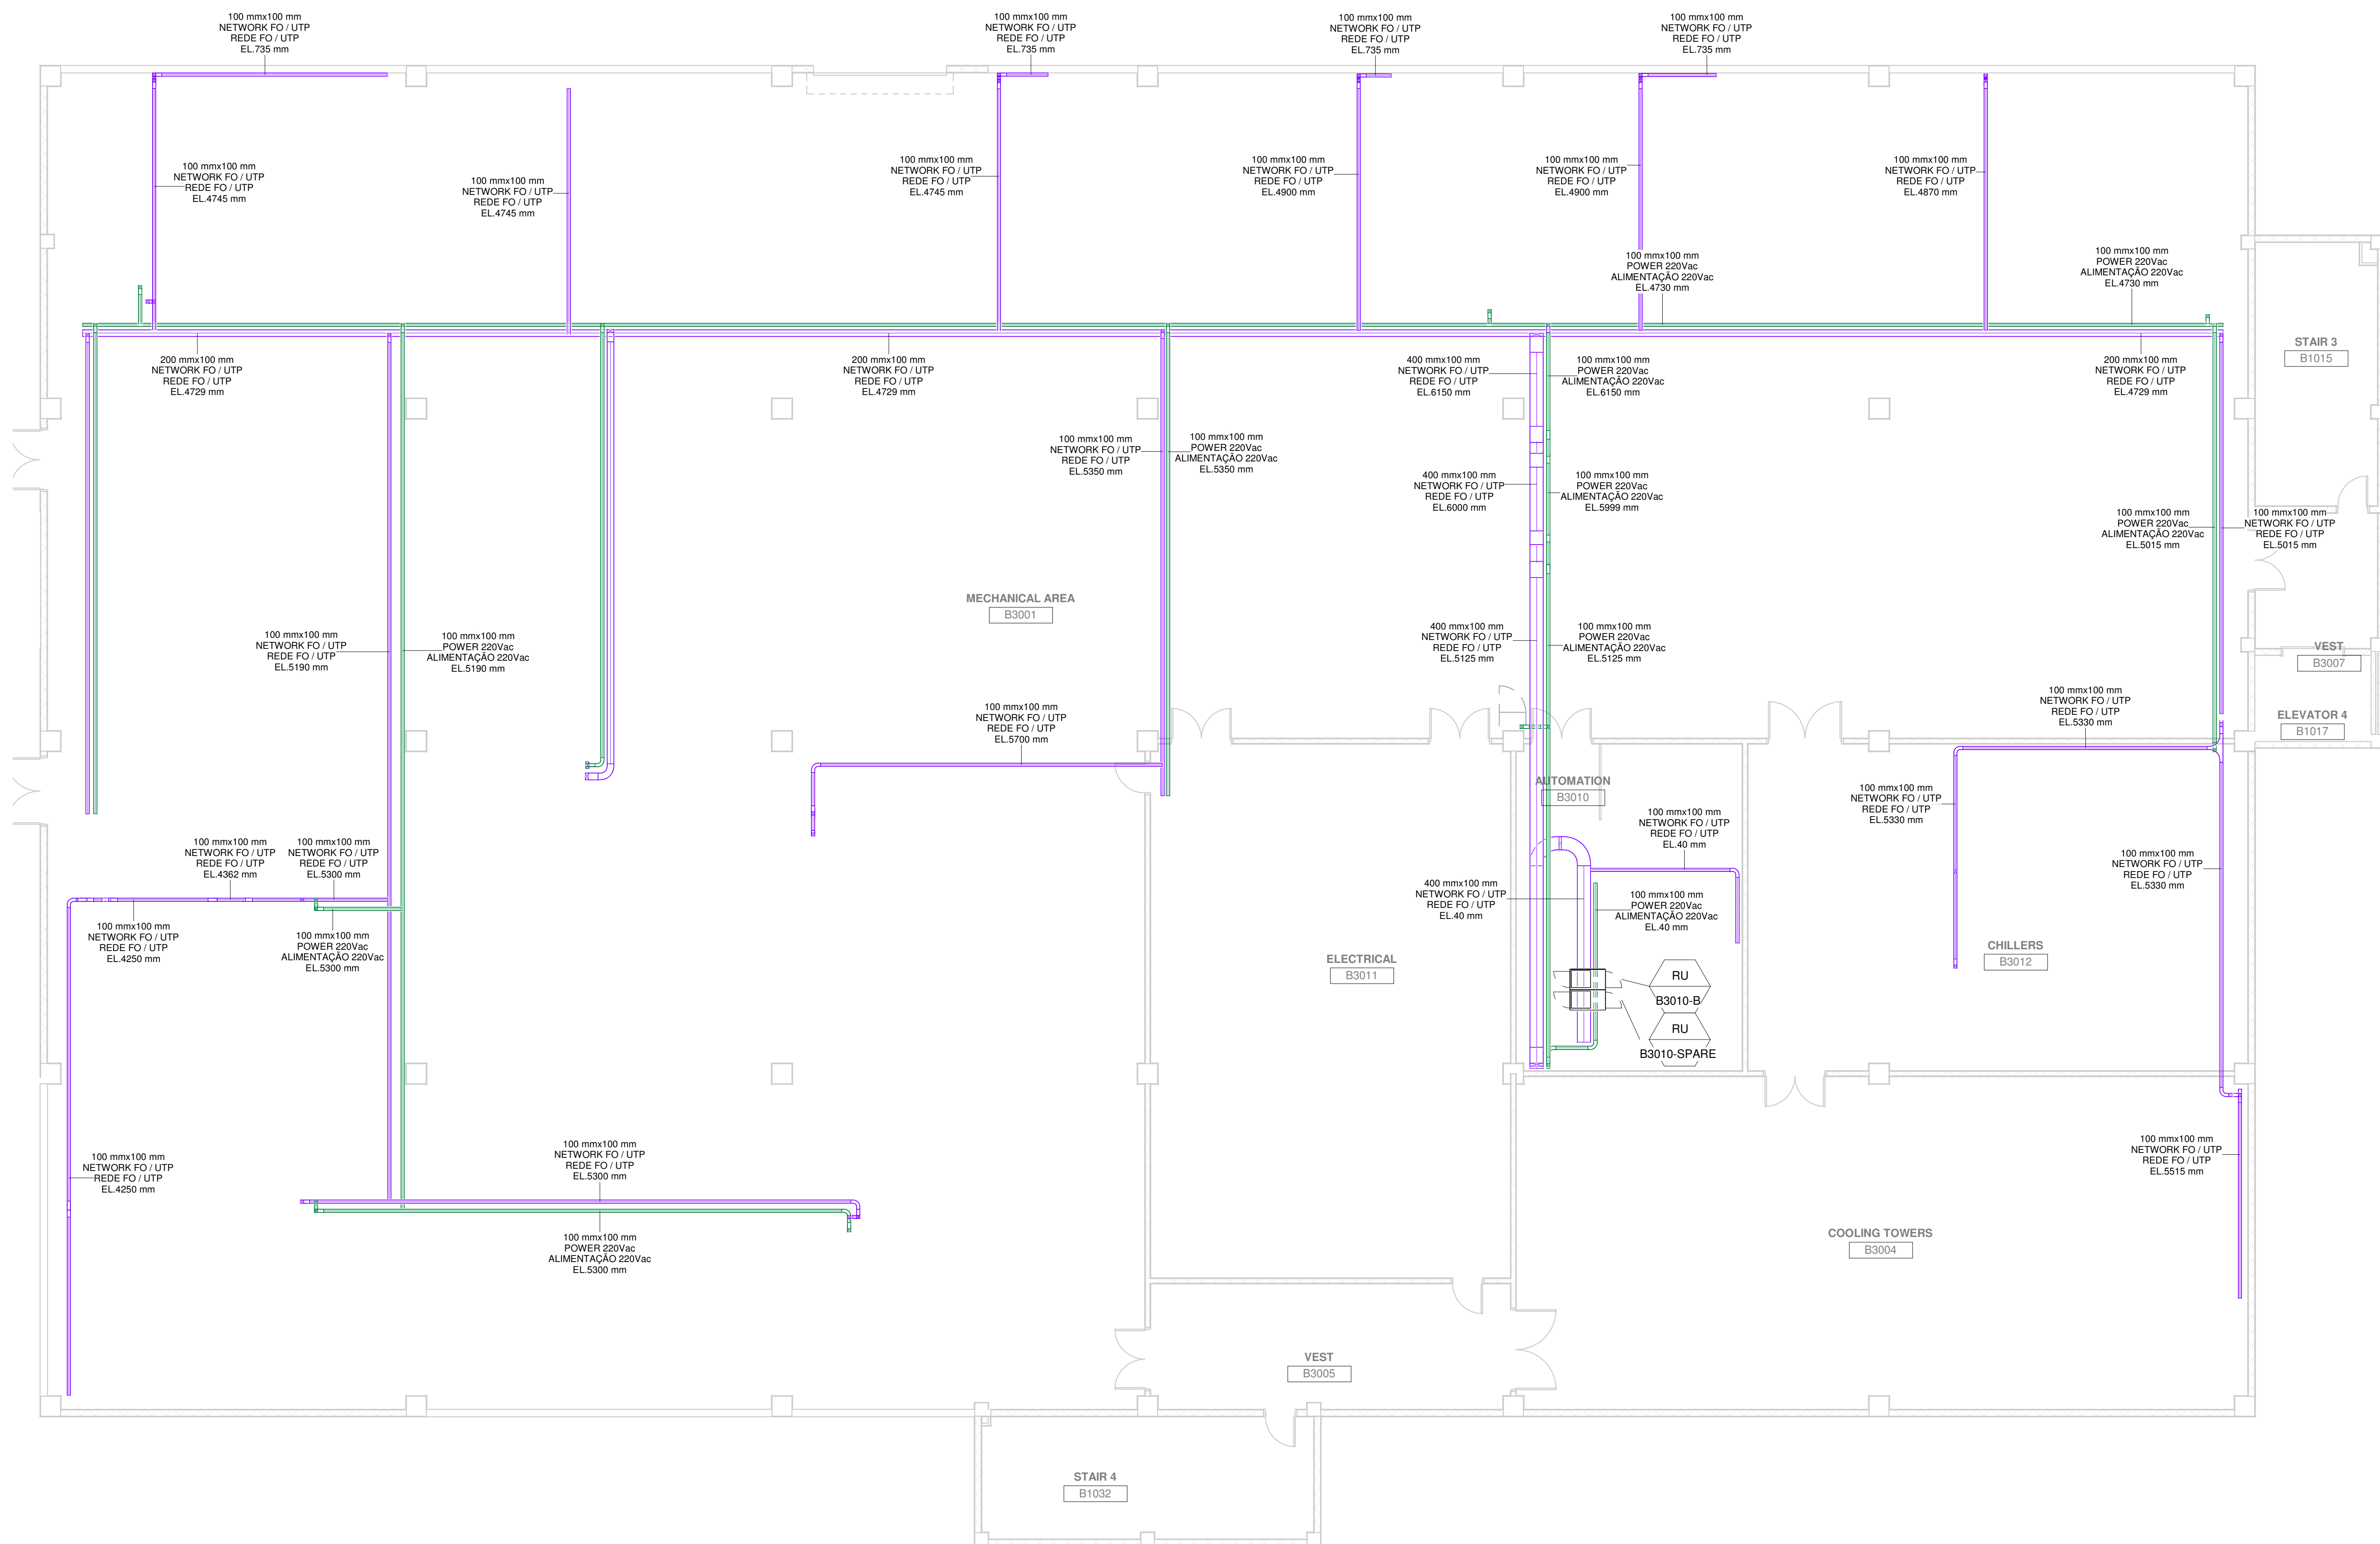 100 mmx100 mm
NETWORK FO / UTP
REDE FO / UTP
EL.735 mm
100 mmx100 mm
NETWORK FO / UTP
REDE FO / UTP
EL.735 mm
100 mmx100 mm
NETWORK FO / UTP
REDE FO / UTP
EL.735 mm
100 mmx100 mm
NETWORK FO / UTP
REDE FO / UTP
EL.735 mm
100 mmx100 mm
NETWORK FO / UTP
REDE FO / UTP
EL.4745 mm
100 mmx100 mm
NETWORK FO / UTP
REDE FO / UTP
EL.4745 mm
100 mmx100 mm
NETWORK FO / UTP
REDE FO / UTP
EL.4745 mm
100 mmx100 mm
NETWORK FO / UTP
REDE FO / UTP
EL.4900 mm
100 mmx100 mm
NETWORK FO / UTP
REDE FO / UTP
EL.4900 mm
100 mmx100 mm
NETWORK FO / UTP
REDE FO / UTP
EL.4870 mm
100 mmx100 mm
POWER 220Vac
ALIMENTAÇÃO 220Vac
EL.4730 mm
100 mmx100 mm
POWER 220Vac
ALIMENTAÇÃO 220Vac
EL.4730 mm
200 mmx100 mm
NETWORK FO / UTP
REDE FO / UTP
EL.4729 mm
200 mmx100 mm
NETWORK FO / UTP
REDE FO / UTP
EL.4729 mm
400 mmx100 mm
NETWORK FO / UTP
REDE FO / UTP
EL.6150 mm
100 mmx100 mm
POWER 220Vac
ALIMENTAÇÃO 220Vac
EL.6150 mm
200 mmx100 mm
NETWORK FO / UTP
REDE FO / UTP
EL.4729 mm
STAIR 3
B1015
100 mmx100 mm
NETWORK FO / UTP
REDE FO / UTP
EL.5350 mm
100 mmx100 mm
POWER 220Vac
ALIMENTAÇÃO 220Vac
EL.5350 mm
400 mmx100 mm
NETWORK FO / UTP
REDE FO / UTP
EL.6000 mm
100 mmx100 mm
POWER 220Vac
ALIMENTAÇÃO 220Vac
EL.5999 mm
100 mmx100 mm
POWER 220Vac
ALIMENTAÇÃO 220Vac
EL.5015 mm
100 mmx100 mm
NETWORK FO / UTP
REDE FO / UTP
EL.5015 mm
MECHANICAL AREA
B3001
100 mmx100 mm
NETWORK FO / UTP
REDE FO / UTP
EL.5190 mm
100 mmx100 mm
POWER 220Vac
ALIMENTAÇÃO 220Vac
EL.5190 mm
400 mmx100 mm
NETWORK FO / UTP
REDE FO / UTP
EL.5125 mm
100 mmx100 mm
POWER 220Vac
ALIMENTAÇÃO 220Vac
EL.5125 mm
VEST
B3007
100 mmx100 mm
NETWORK FO / UTP
REDE FO / UTP
EL.5700 mm
100 mmx100 mm
NETWORK FO / UTP
REDE FO / UTP
EL.5330 mm
ELEVATOR 4
B1017
AUTOMATION
B3010
100 mmx100 mm
NETWORK FO / UTP
REDE FO / UTP
EL.5330 mm
100 mmx100 mm
NETWORK FO / UTP
REDE FO / UTP
EL.40 mm
100 mmx100 mm
NETWORK FO / UTP
REDE FO / UTP
EL.4362 mm
100 mmx100 mm
NETWORK FO / UTP
REDE FO / UTP
EL.5300 mm
100 mmx100 mm
NETWORK FO / UTP
REDE FO / UTP
EL.5330 mm
400 mmx100 mm
NETWORK FO / UTP
REDE FO / UTP
EL.40 mm
100 mmx100 mm
POWER 220Vac
ALIMENTAÇÃO 220Vac
EL.40 mm
100 mmx100 mm
NETWORK FO / UTP
REDE FO / UTP
EL.4250 mm
100 mmx100 mm
POWER 220Vac
ALIMENTAÇÃO 220Vac
EL.5300 mm
ELECTRICAL
B3011
CHILLERS
B3012
RU
B3010-B
RU
B3010-SPARE
100 mmx100 mm
NETWORK FO / UTP
REDE FO / UTP
EL.4250 mm
100 mmx100 mm
NETWORK FO / UTP
REDE FO / UTP
EL.5300 mm
100 mmx100 mm
NETWORK FO / UTP
REDE FO / UTP
EL.5515 mm
100 mmx100 mm
POWER 220Vac
ALIMENTAÇÃO 220Vac
EL.5300 mm
COOLING TOWERS
B3004
VEST
B3005
STAIR 4
B1032